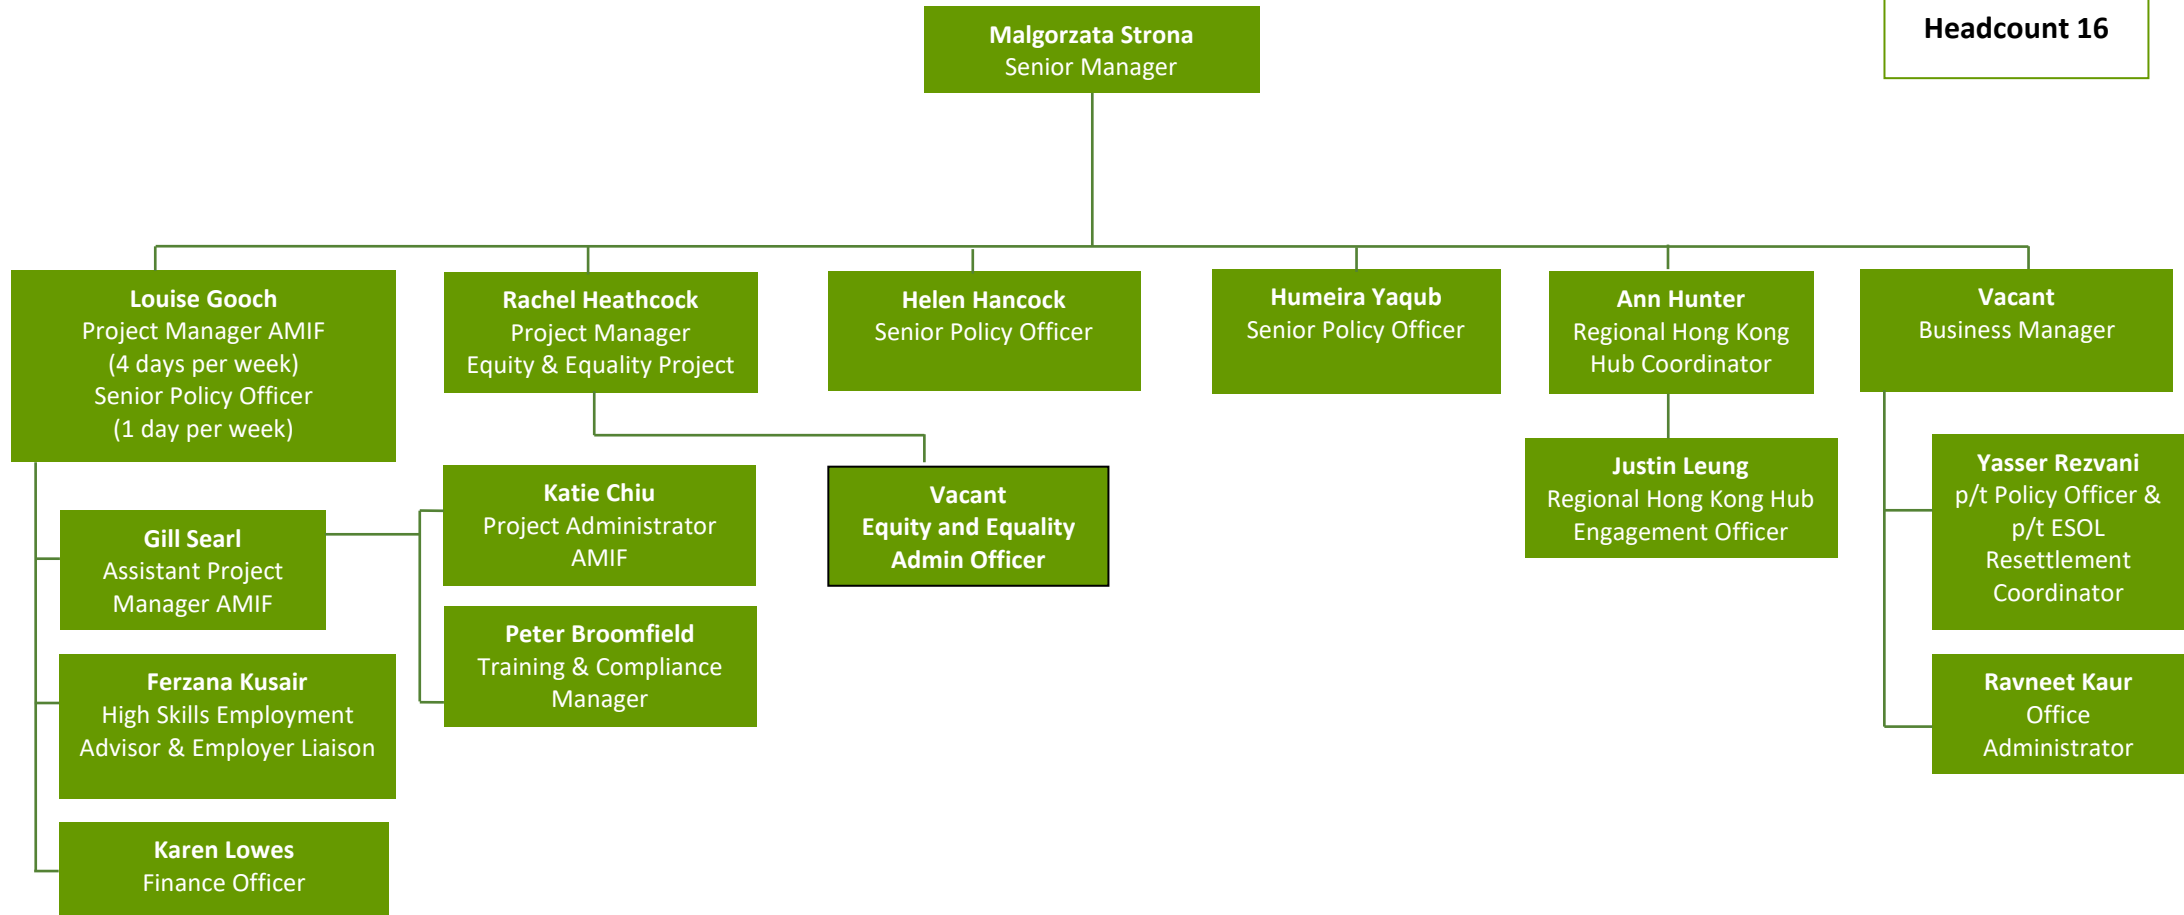 Headcount 16
Malgorzata Strona
Senior Manager
Louise Gooch
Project Manager AMIF
(4 days per week)
Senior Policy Officer
(1 day per week)
Rachel Heathcock
Project Manager
Equity & Equality Project
Helen Hancock
Senior Policy Officer
Humeira Yaqub
Senior Policy Officer
Ann Hunter
Regional Hong Kong
Hub Coordinator
Vacant
Business Manager
Gill Searl
Assistant Project
Manager AMIF
Katie Chiu
Project Administrator
AMIF
Vacant
Equity and Equality
Admin Officer
Justin Leung
Regional Hong Kong Hub
Engagement Officer
Yasser Rezvani
p/t Policy Officer &
p/t ESOL
Resettlement
Coordinator
Peter Broomfield
Training & Compliance
Manager
Ferzana Kusair
High Skills Employment
Advisor & Employer Liaison
Ravneet Kaur
Office
Administrator
Karen Lowes
Finance Officer